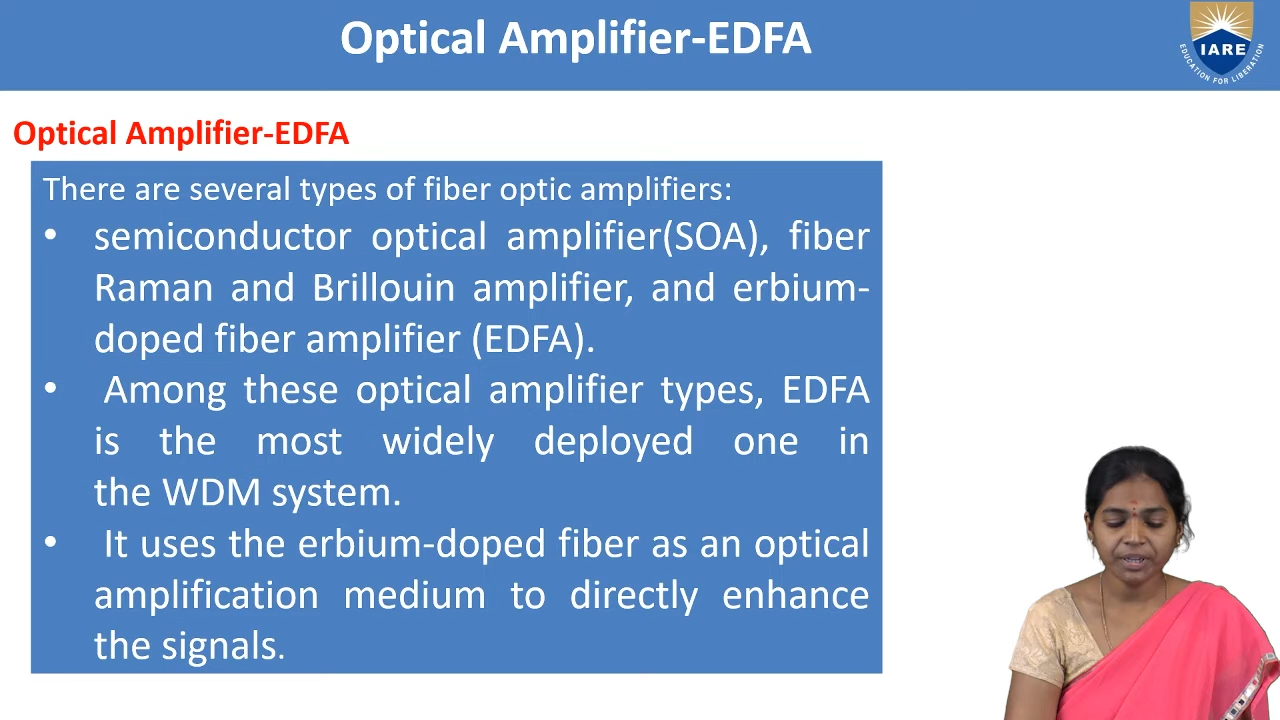 Optical Amplifier-EDFA
IARE
EDUCATION FOR LIBERATION
Optical Amplifier-EDFA
There are several types of fiber optic amplifiers:
• semiconductor optical amplifier(SOA), fiber
Raman and Brillouin amplifier, and erbium-
doped fiber amplifier (EDFA).
• Among these optical amplifier types, EDFA
is the most widely deployed one in
the WDM system.
• It uses the erbium-doped fiber as an optical
amplification medium to directly enhance
the signals.